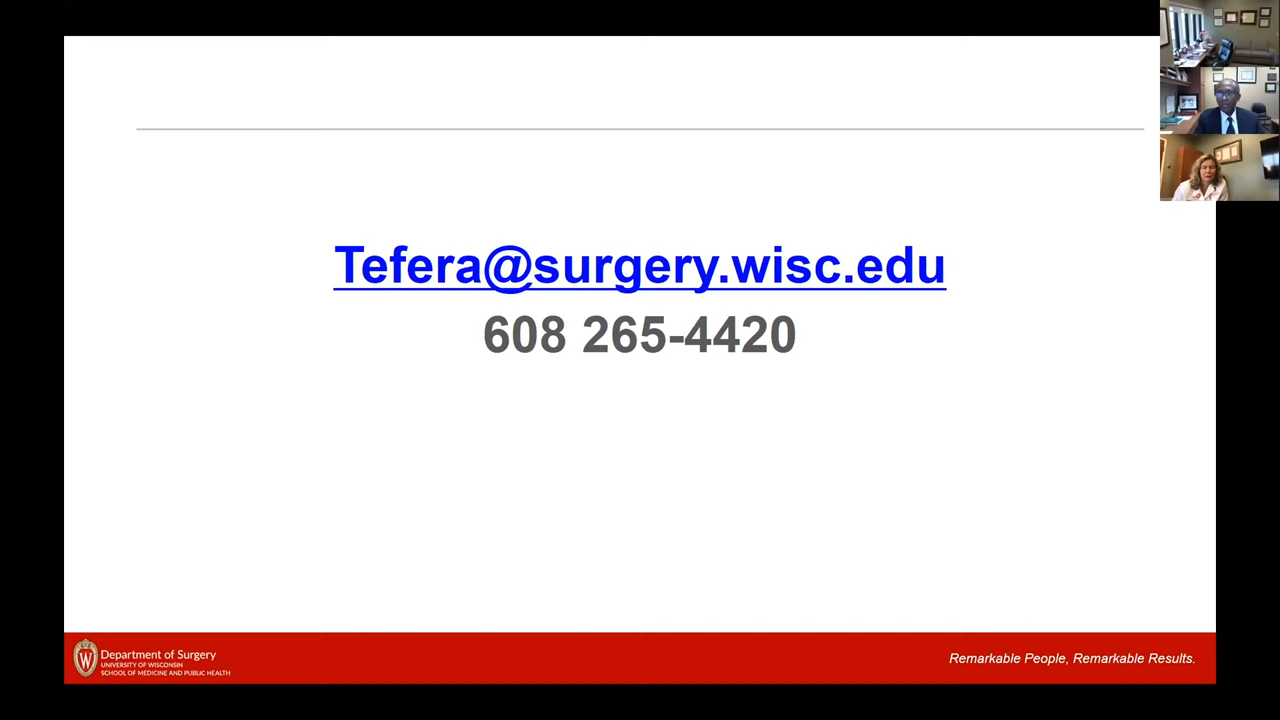 Tefera@surgery.wisc.edu
608 265-4420
Department of Surgery
UNIVERSITY OF WISCONSIN
SCHOOL OF MEDICINE AND PUBLIC HEALTH
Remarkable People, Remarkable Results.